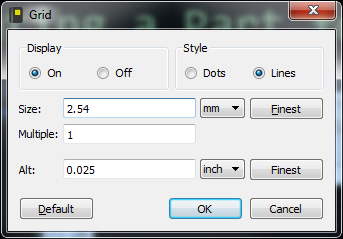 Grid
Display
Style
On
Off
Dots
Lines
Size:
2.54
mm
Finest
Multiple:
1
Alt:
0.025
inch
Finest
Default
OK
Cancel